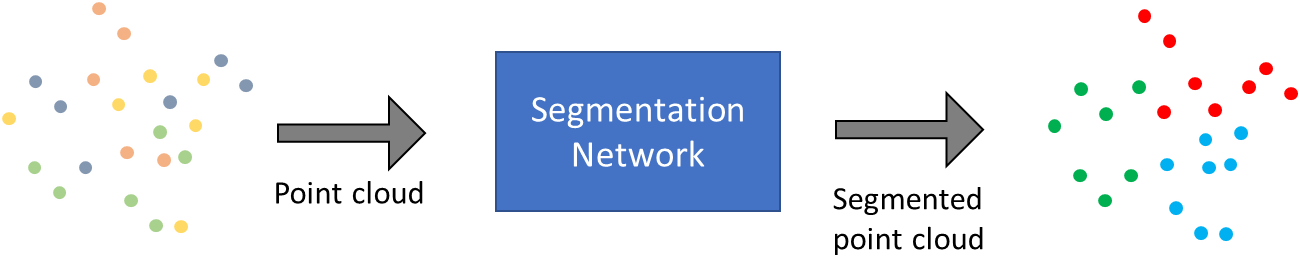 Point cloud
Segmentation
Network
Segmented
point cloud